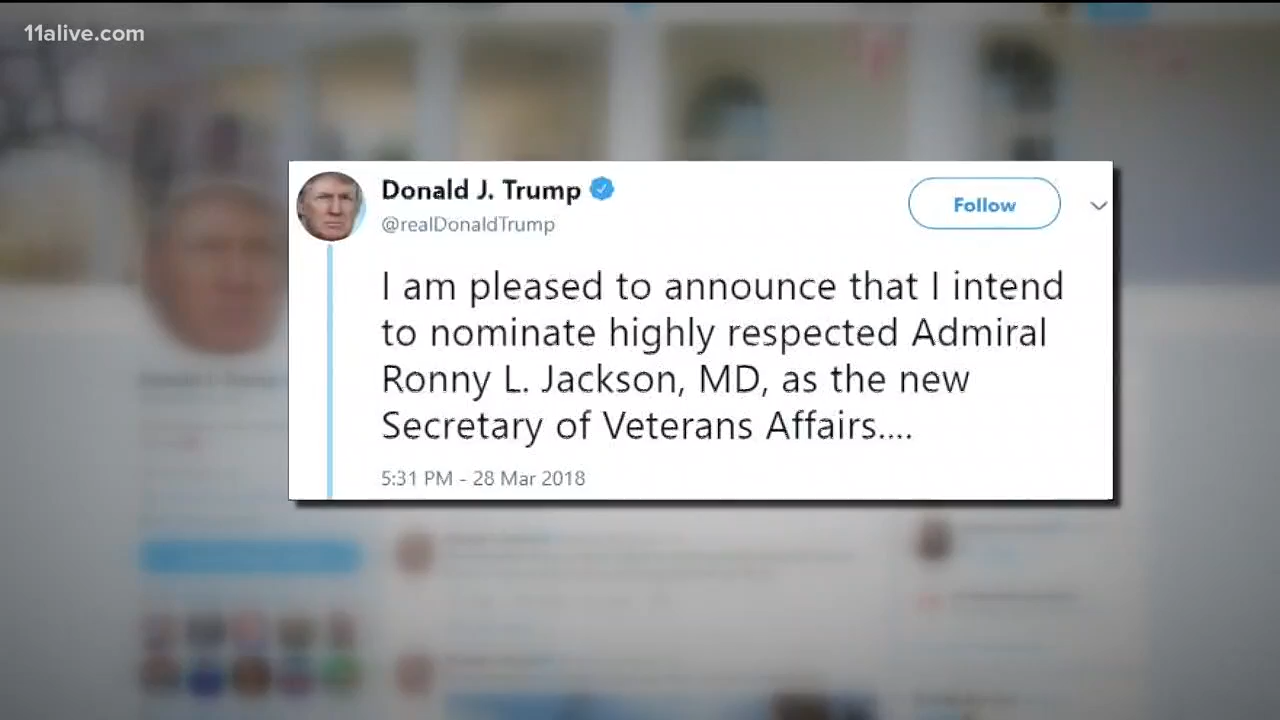 11alive.com
Donald J. Trump
@realDonaldTrump
Follow
I am pleased to announce that I intend
to nominate highly respected Admiral
Ronny L. Jackson, MD, as the new
Secretary of Veterans Affairs....
5:31 PM - 28 Mar 2018